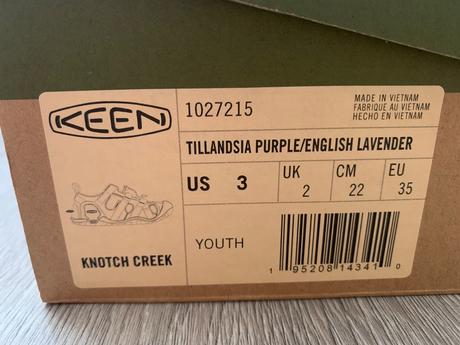 KEEN
1027215
MADE IN VIETNAM
FABRIQUÉ AU VIETNAM
HECHO EN VIETNAM
TILLANDSIA PURPLE/ENGLISH LAVENDER
US 3
UK 2
CM 22
EU 35
KNOTCH CREEK
YOUTH
1 95208 14341 0